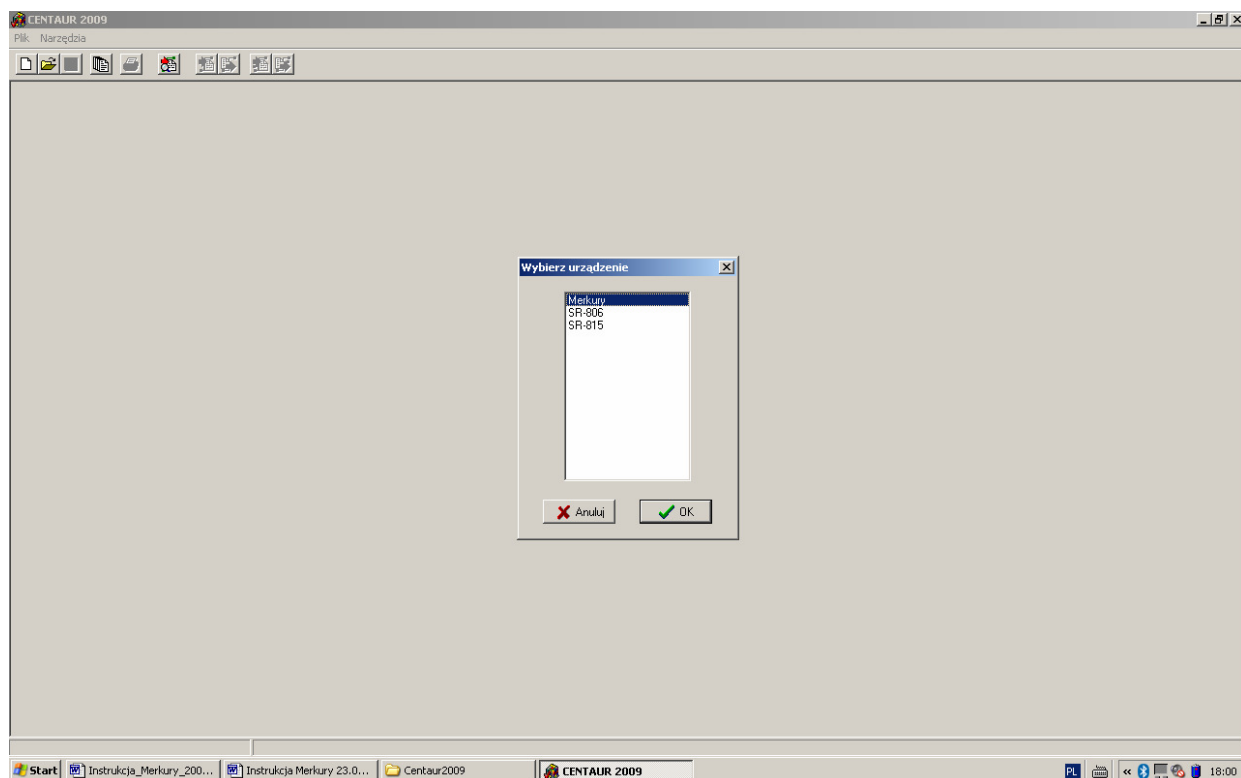 CENTAUR 2009
Plik Narzędzia
Wybierz urządzenie
Merkury
SR-806
SR-815
Anuluj
OK
Start Instrukcja_Merkury_200... Instrukcja Merkury 23.0... Centaur2009 CENTAUR 2009 PL « 18:00